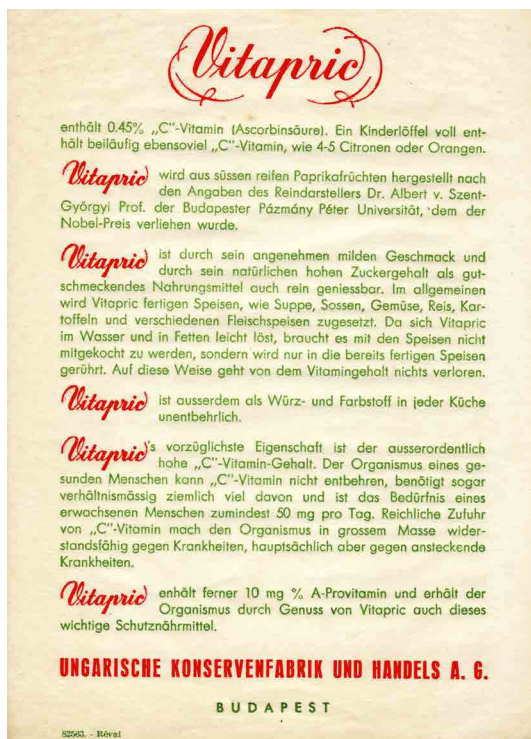 Vitapric
enthält 0.45% „C"-Vitamin (Ascorbinsäure). Ein Kinderlöffel voll ent-
hält beiläufig ebensoviel „C"-Vitamin, wie 4-5 Citronen oder Orangen.
Vitapric wird aus süssen reifen Paprikafrüchten hergestellt nach
den Angaben des Reindarstellers Dr. Albert v. Szent-
Györgyi Prof. der Budapester Pázmány Péter Universität, dem der
Nobel-Preis verliehen wurde.
Vitapric ist durch sein angenehmen milden Geschmack und
durch sein natürlichen hohen Zuckergehalt als gut-
schmeckendes Nahrungsmittel auch rein geniessbar. Im allgemeinen
wird Vitapric fertigen Speisen, wie Suppe, Sossen, Gemüse, Reis, Kar-
toffeln und verschiedenen Fleischspeisen zugesetzt. Da sich Vitapric
im Wasser und in Fetten leicht löst, braucht es mit den Speisen nicht
mitgekocht zu werden, sondern wird nur in die bereits fertigen Speisen
gerührt. Auf diese Weise geht von dem Vitamingehalt nichts verloren.
Vitapric ist ausserdem als Würz- und Farbstoff in jeder Küche
unentbehrlich.
Vitapric's vorzüglichste Eigenschaft ist der ausserordentlich
hohe „C"-Vitamin-Gehalt. Der Organismus eines ge-
sunden Menschen kann „C"-Vitamin nicht entbehren, benötigt sogar
verhältnismässig ziemlich viel davon und ist das Bedürfnis eines
erwachsenen Menschen zumindest 50 mg pro Tag. Reichliche Zufuhr
von „C"-Vitamin mach den Organismus in grossem Masse wider-
standsfähig gegen Krankheiten, hauptsächlich aber gegen ansteckende
Krankheiten.
Vitapric enhält ferner 10 mg % A-Provitamin und erhält der
Organismus durch Genuss von Vitapric auch dieses
wichtige Schutznährmittel.
UNGARISCHE KONSERVENFABRIK UND HANDELS A. G.
BUDAPEST
82563. - Révai